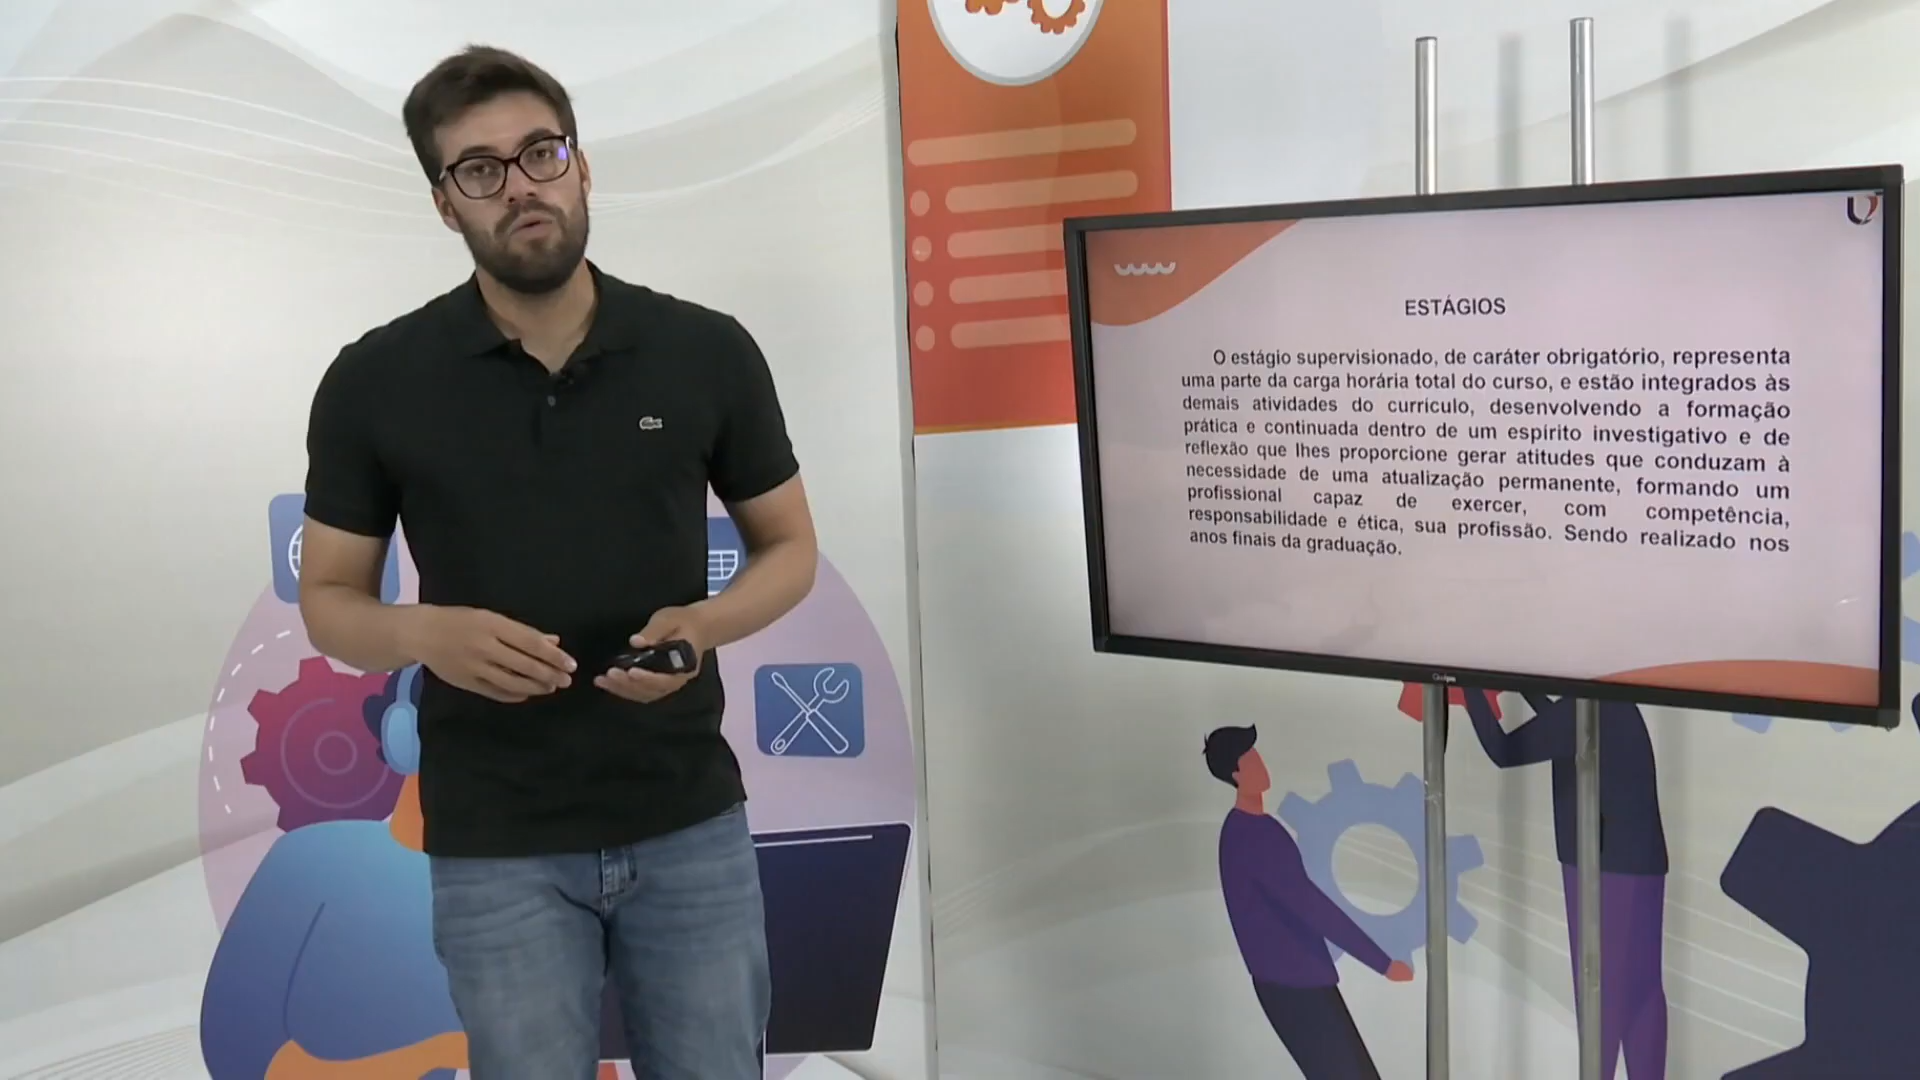 ESTÁGIOS
O estágio supervisionado, de caráter obrigatório, representa
uma parte da carga horária total do curso, e estão integrados às
demais atividades do currículo, desenvolvendo a formação
prática e continuada dentro de um espírito investigativo e de
reflexão que lhes proporcione gerar atitudes que conduzam à
necessidade de uma atualização permanente, formando um
profissional capaz de exercer, com competência,
responsabilidade e ética, sua profissão. Sendo realizado nos
anos finais da graduação.